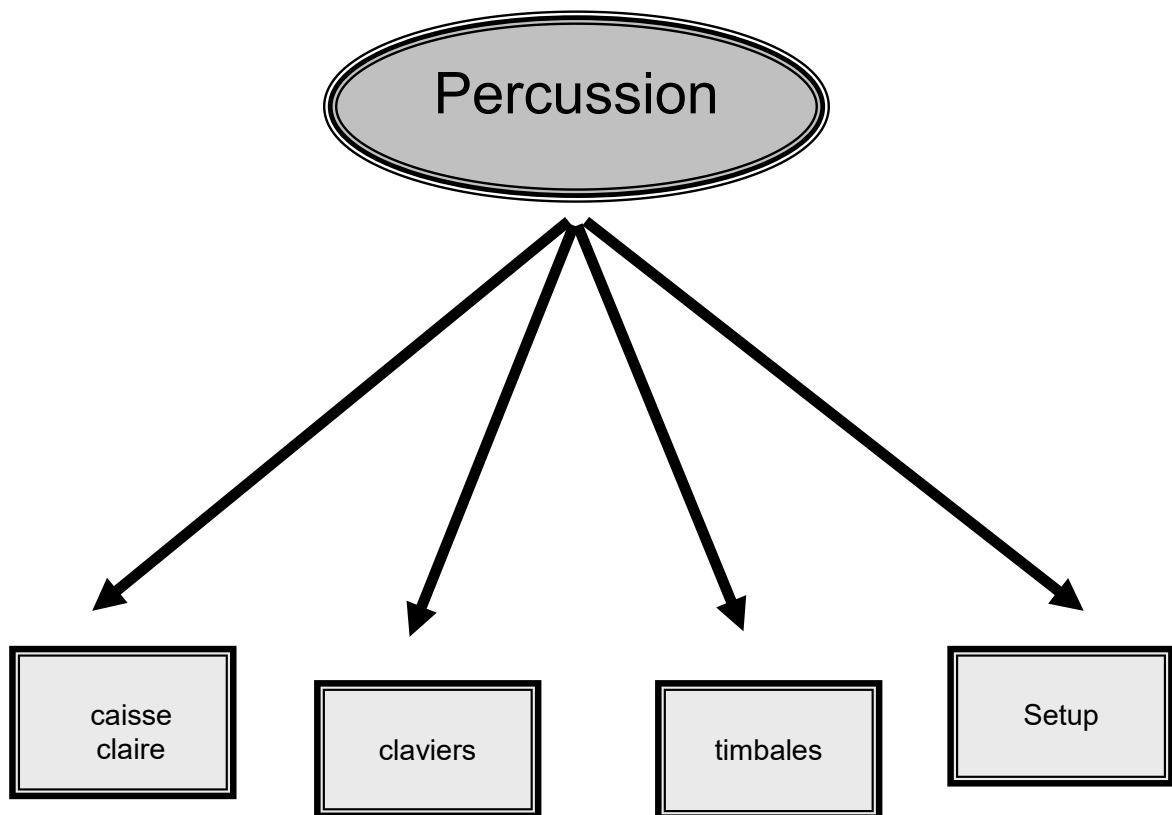 Percussion
caisse
claire
claviers
timbales
Setup